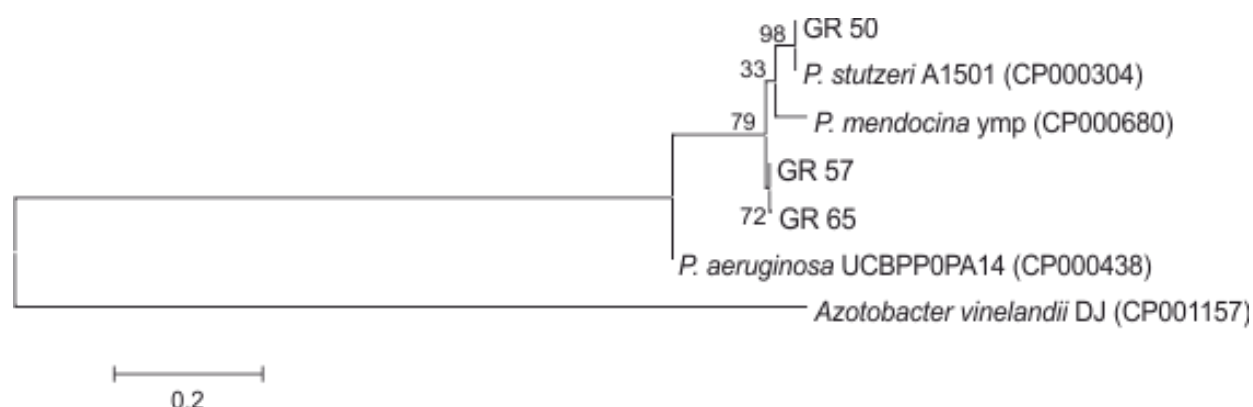 98 GR 50
33 P. stutzeri A1501 (CP000304)
79 P. mendocina ymp (CP000680)
GR 57
72 GR 65
P. aeruginosa UCBPP0PA14 (CP000438)
Azotobacter vinelandii DJ (CP001157)
0.2